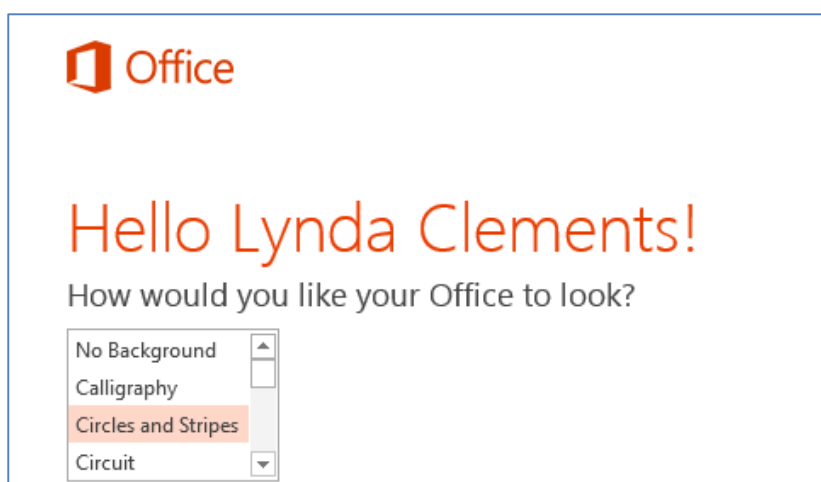 Office
Hello Lynda Clements!
How would you like your Office to look?
No Background
Calligraphy
Circles and Stripes
Circuit